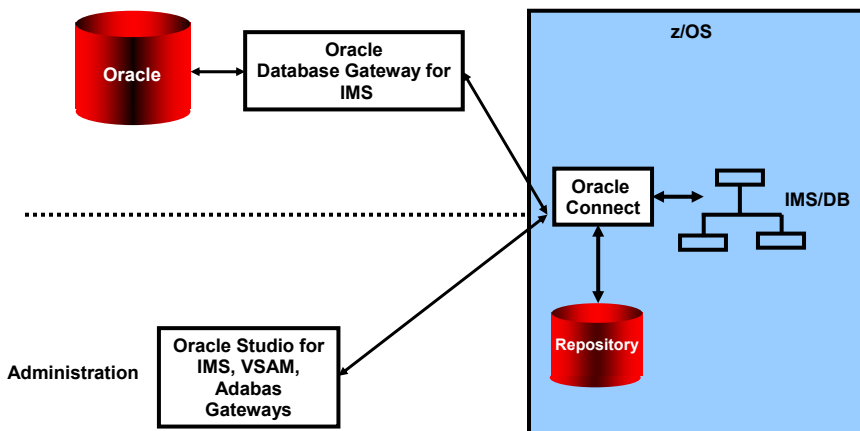 z/OS
Oracle
Oracle
Database Gateway for
IMS
Oracle
Connect
IMS/DB
Repository
Administration
Oracle Studio for
IMS, VSAM,
Adabas
Gateways